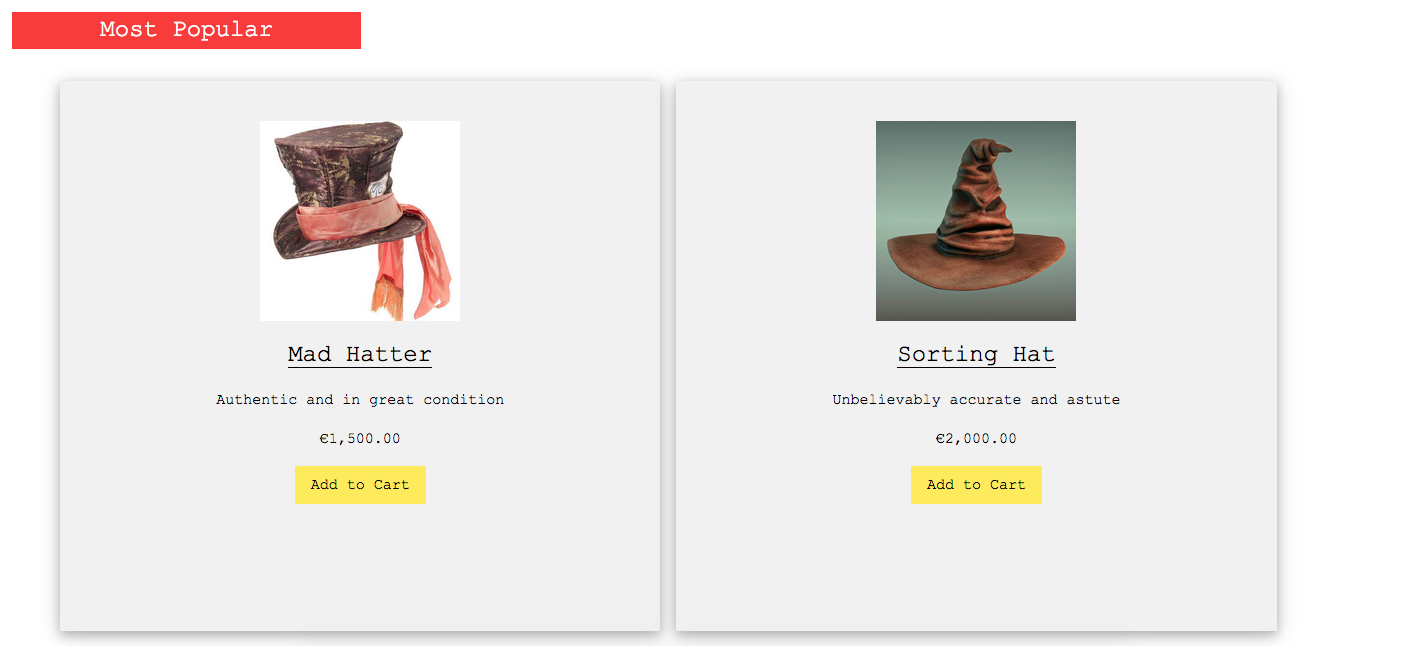 Most Popular
Mad Hatter
Authentic and in great condition
€1,500.00
Add to Cart
Sorting Hat
Unbelievably accurate and astute
€2,000.00
Add to Cart